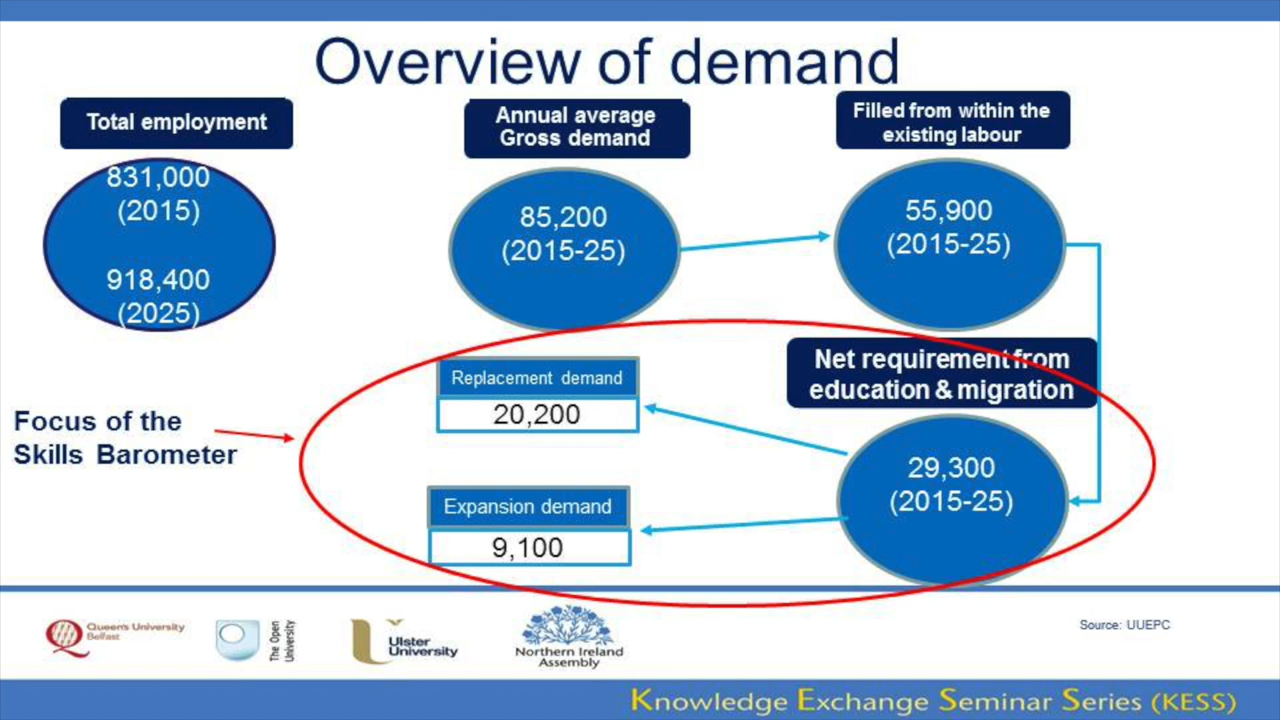 Overview of demand
Total employment
831,000
(2015)
918,400
(2025)
Annual average
Gross demand
85,200
(2015-25)
Filled from within the
existing labour
55,900
(2015-25)
Net requirement from
education & migration
29,300
(2015-25)
Replacement demand
20,200
Expansion demand
9,100
Focus of the
Skills Barometer
Queen's University
Belfast
The Open
University
Ulster
University
Northern Ireland
Assembly
Source: UUEPC
Knowledge Exchange Seminar Series (KESS)